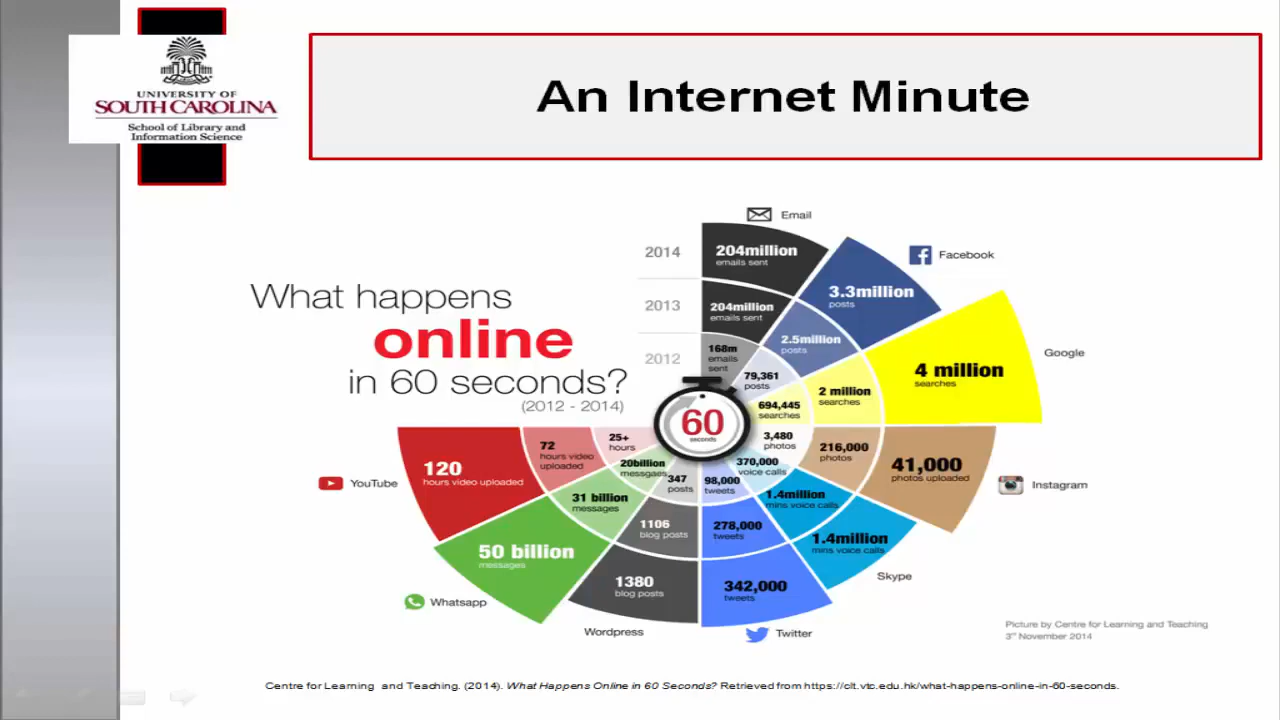 UNIVERSITY OF
SOUTH CAROLINA
School of Library and
Information Science
An Internet Minute
What happens
online
in 60 seconds?
(2012 - 2014)
2014
2013
2012
60
seconds
Email
204million
emails sent
204million
emails sent
168m
emails
sent
Facebook
3.3million
posts
2.5million
posts
79,361
posts
Google
4 million
searches
2 million
searches
694,445
searches
Instagram
41,000
photos uploaded
216,000
photos
3,480
photos
Skype
1.4million
mins voice calls
1.4million
mins voice calls
370,000
voice calls
Twitter
342,000
tweets
278,000
tweets
98,000
tweets
Wordpress
1380
blog posts
1106
blog posts
347
posts
Whatsapp
50 billion
messages
31 billion
messages
20billion
messgaes
YouTube
120
hours video uploaded
72
hours video
uploaded
25+
hours
Picture by Centre for Learning and Teaching
3rd November 2014
Centre for Learning and Teaching. (2014). What Happens Online in 60 Seconds? Retrieved from https://clt.vtc.edu.hk/what-happens-online-in-60-seconds.